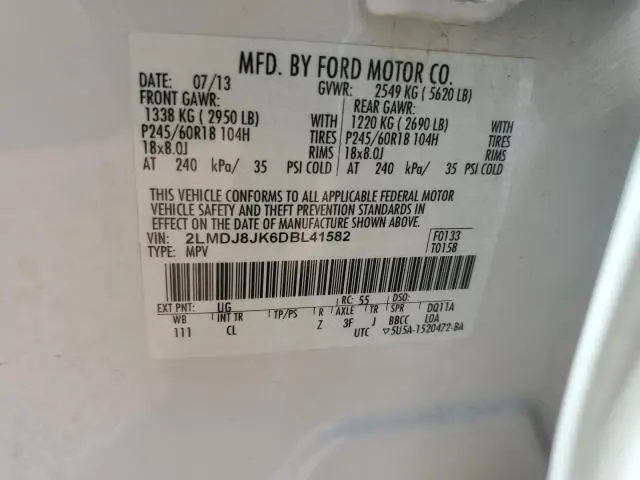 MFD. BY FORD MOTOR CO.
DATE: 07/13 GVWR: 2549 KG ( 5620 LB)
FRONT GAWR: REAR GAWR:
1338 KG ( 2950 LB) WITH 1220 KG ( 2690 LB) WITH
P245/60R18 104H TIRES P245/60R18 104H TIRES
18x8.0J RIMS 18x8.0J RIMS
AT 240 kPa/ 35 PSI COLD AT 240 kPa/ 35 PSI COLD
THIS VEHICLE CONFORMS TO ALL APPLICABLE FEDERAL MOTOR
VEHICLE SAFETY AND THEFT PREVENTION STANDARDS IN
EFFECT ON THE DATE OF MANUFACTURE SHOWN ABOVE.
VIN: 2LMDJ8JK6DBL41582 F0133
TYPE: MPV T0158
EXT PNT: UG RC: 55 DSO:
WB INT TR TP/PS R AXLE TR SPR DQ11A
111 CL Z 3F J BBCC LOA
UTC ▽5U5A-1520472-BA